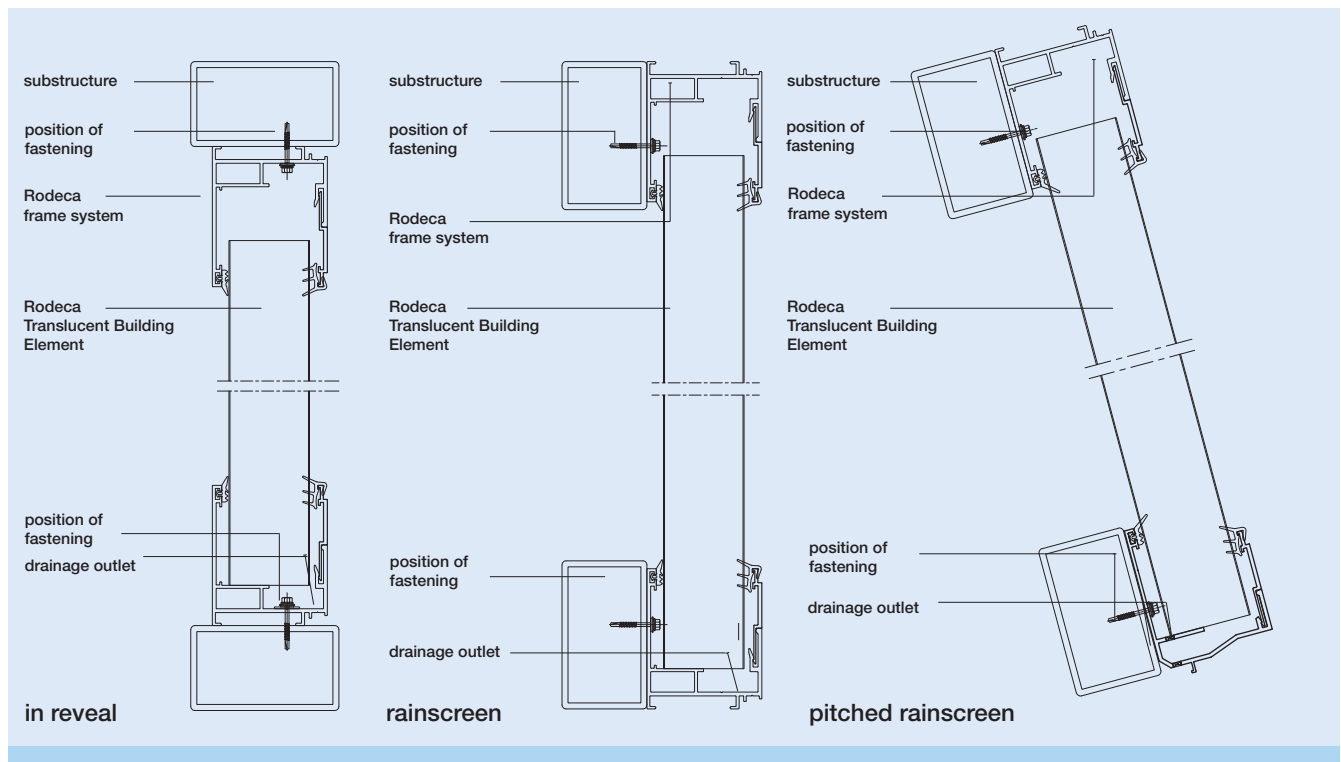 substructure
position of
fastening
Rodeca
frame system
Rodeca
Translucent Building
Element
position of
fastening
drainage outlet
in reveal
substructure
position of
fastening
Rodeca
frame system
Rodeca
Translucent Building
Element
position of
fastening
drainage outlet
rainscreen
substructure
position of
fastening
Rodeca
frame system
Rodeca
Translucent Building
Element
position of
fastening
drainage outlet
pitched rainscreen